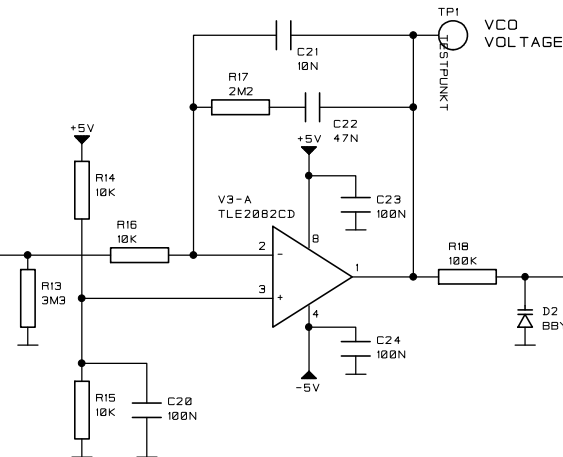 TP1
VCO
VOLTAGE
TESTPUNKT
C21
10N
R17
2M2
C22
47N
+5V
+5V
R14
10K
V3-A
TLE2082CD
C23
100N
R16
10K
2
-
8
1
R18
100K
R13
3M3
3
+
4
D2
BBY
C24
100N
-5V
R15
10K
C20
100N